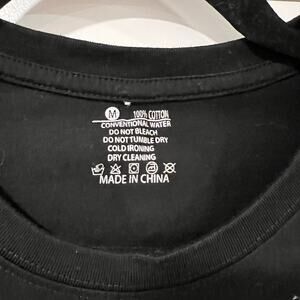 M 100% COTTON
CONVENTIONAL WATER
DO NOT BLEACH
DO NOT TUMBLE DRY
COLD IRONING
DRY CLEANING
MADE IN CHINA